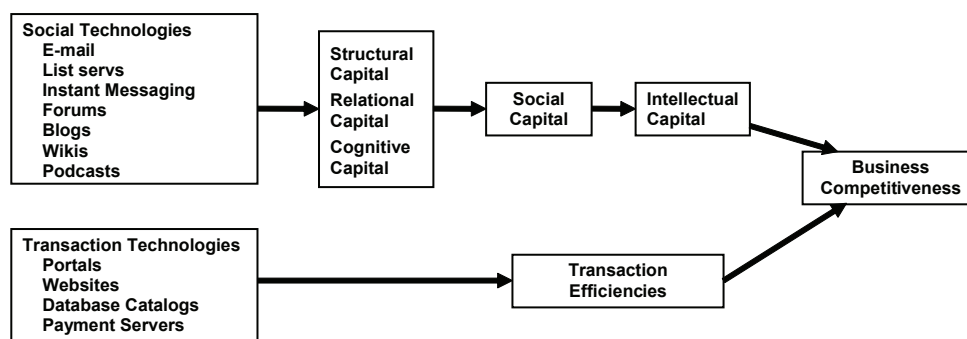 Social Technologies
E-mail
List servs
Instant Messaging
Forums
Blogs
Wikis
Podcasts
Structural
Capital
Relational
Capital
Cognitive
Capital
Social
Capital
Intellectual
Capital
Business
Competitiveness
Transaction Technologies
Portals
Websites
Database Catalogs
Payment Servers
Transaction
Efficiencies